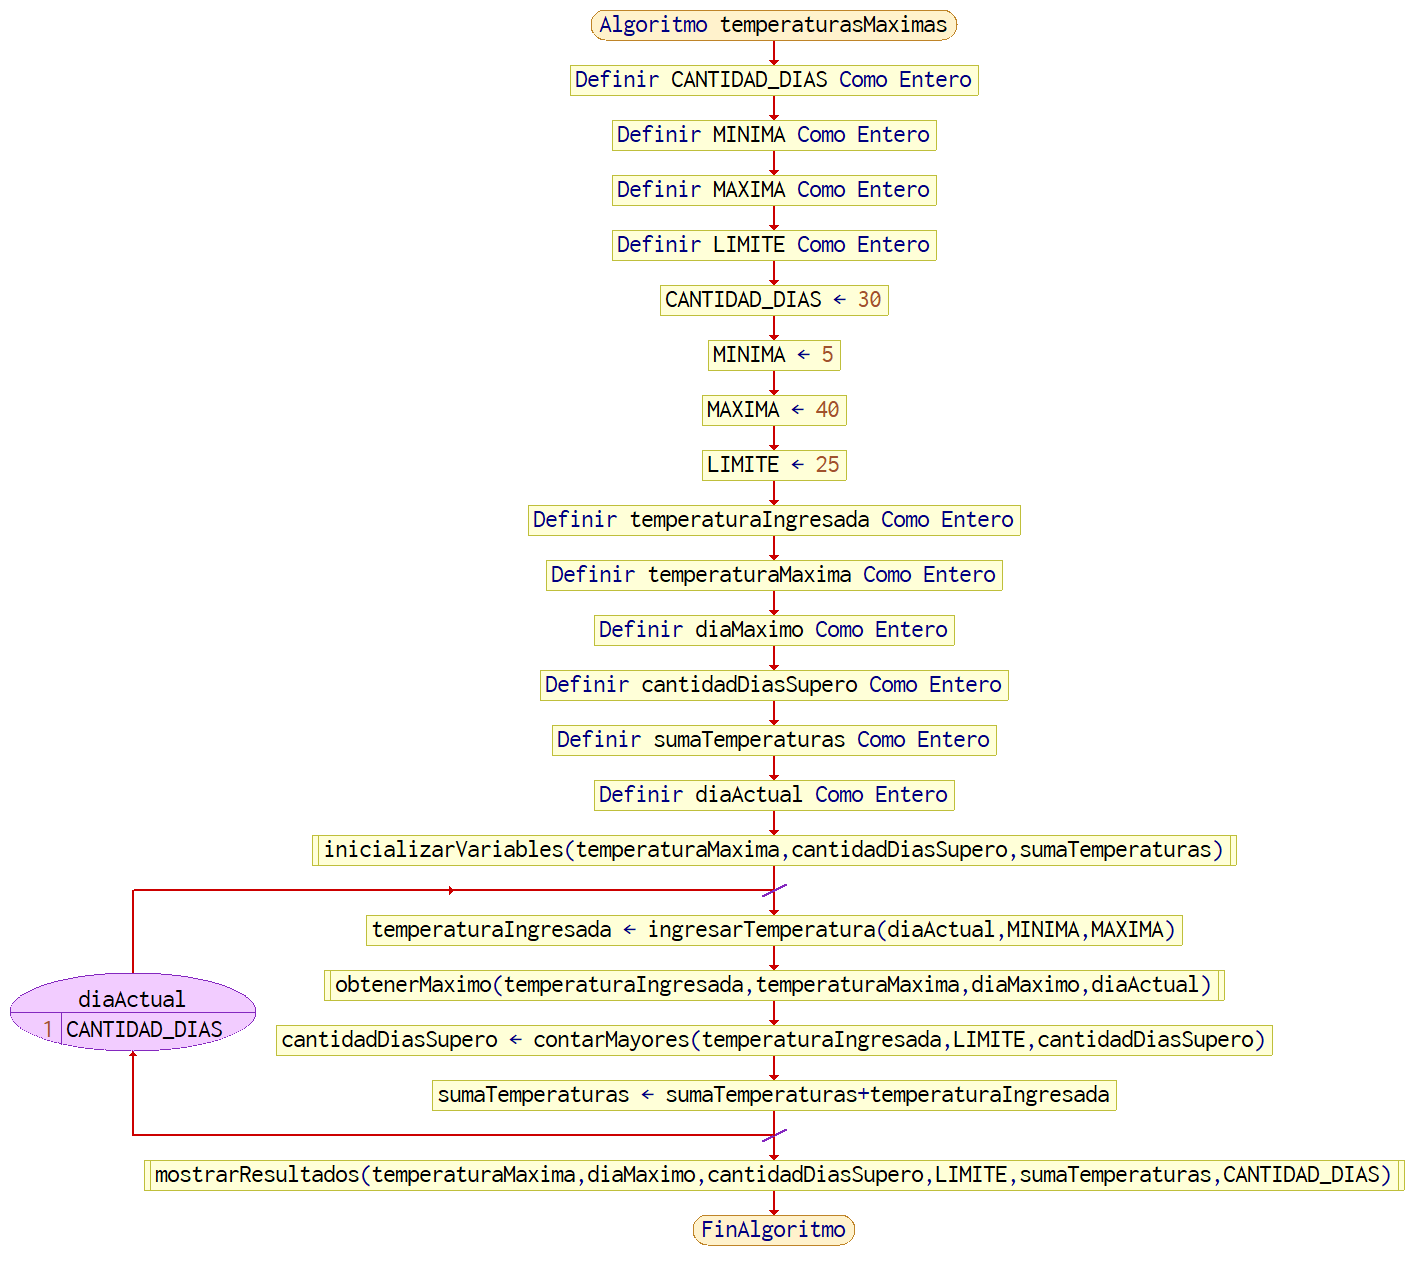 Algoritmo temperaturasMaximas
Definir CANTIDAD_DIAS Como Entero
Definir MINIMA Como Entero
Definir MAXIMA Como Entero
Definir LIMITE Como Entero
CANTIDAD_DIAS ← 30
MINIMA ← 5
MAXIMA ← 40
LIMITE ← 25
Definir temperaturaIngresada Como Entero
Definir temperaturaMaxima Como Entero
Definir diaMaximo Como Entero
Definir cantidadDiasSupero Como Entero
Definir sumaTemperaturas Como Entero
Definir diaActual Como Entero
inicializarVariables(temperaturaMaxima,cantidadDiasSupero,sumaTemperaturas)
diaActual
1 CANTIDAD_DIAS
temperaturaIngresada ← ingresarTemperatura(diaActual,MINIMA,MAXIMA)
obtenerMaximo(temperaturaIngresada,temperaturaMaxima,diaMaximo,diaActual)
cantidadDiasSupero ← contarMayores(temperaturaIngresada,LIMITE,cantidadDiasSupero)
sumaTemperaturas ← sumaTemperaturas+temperaturaIngresada
mostrarResultados(temperaturaMaxima,diaMaximo,cantidadDiasSupero,LIMITE,sumaTemperaturas,CANTIDAD_DIAS)
FinAlgoritmo